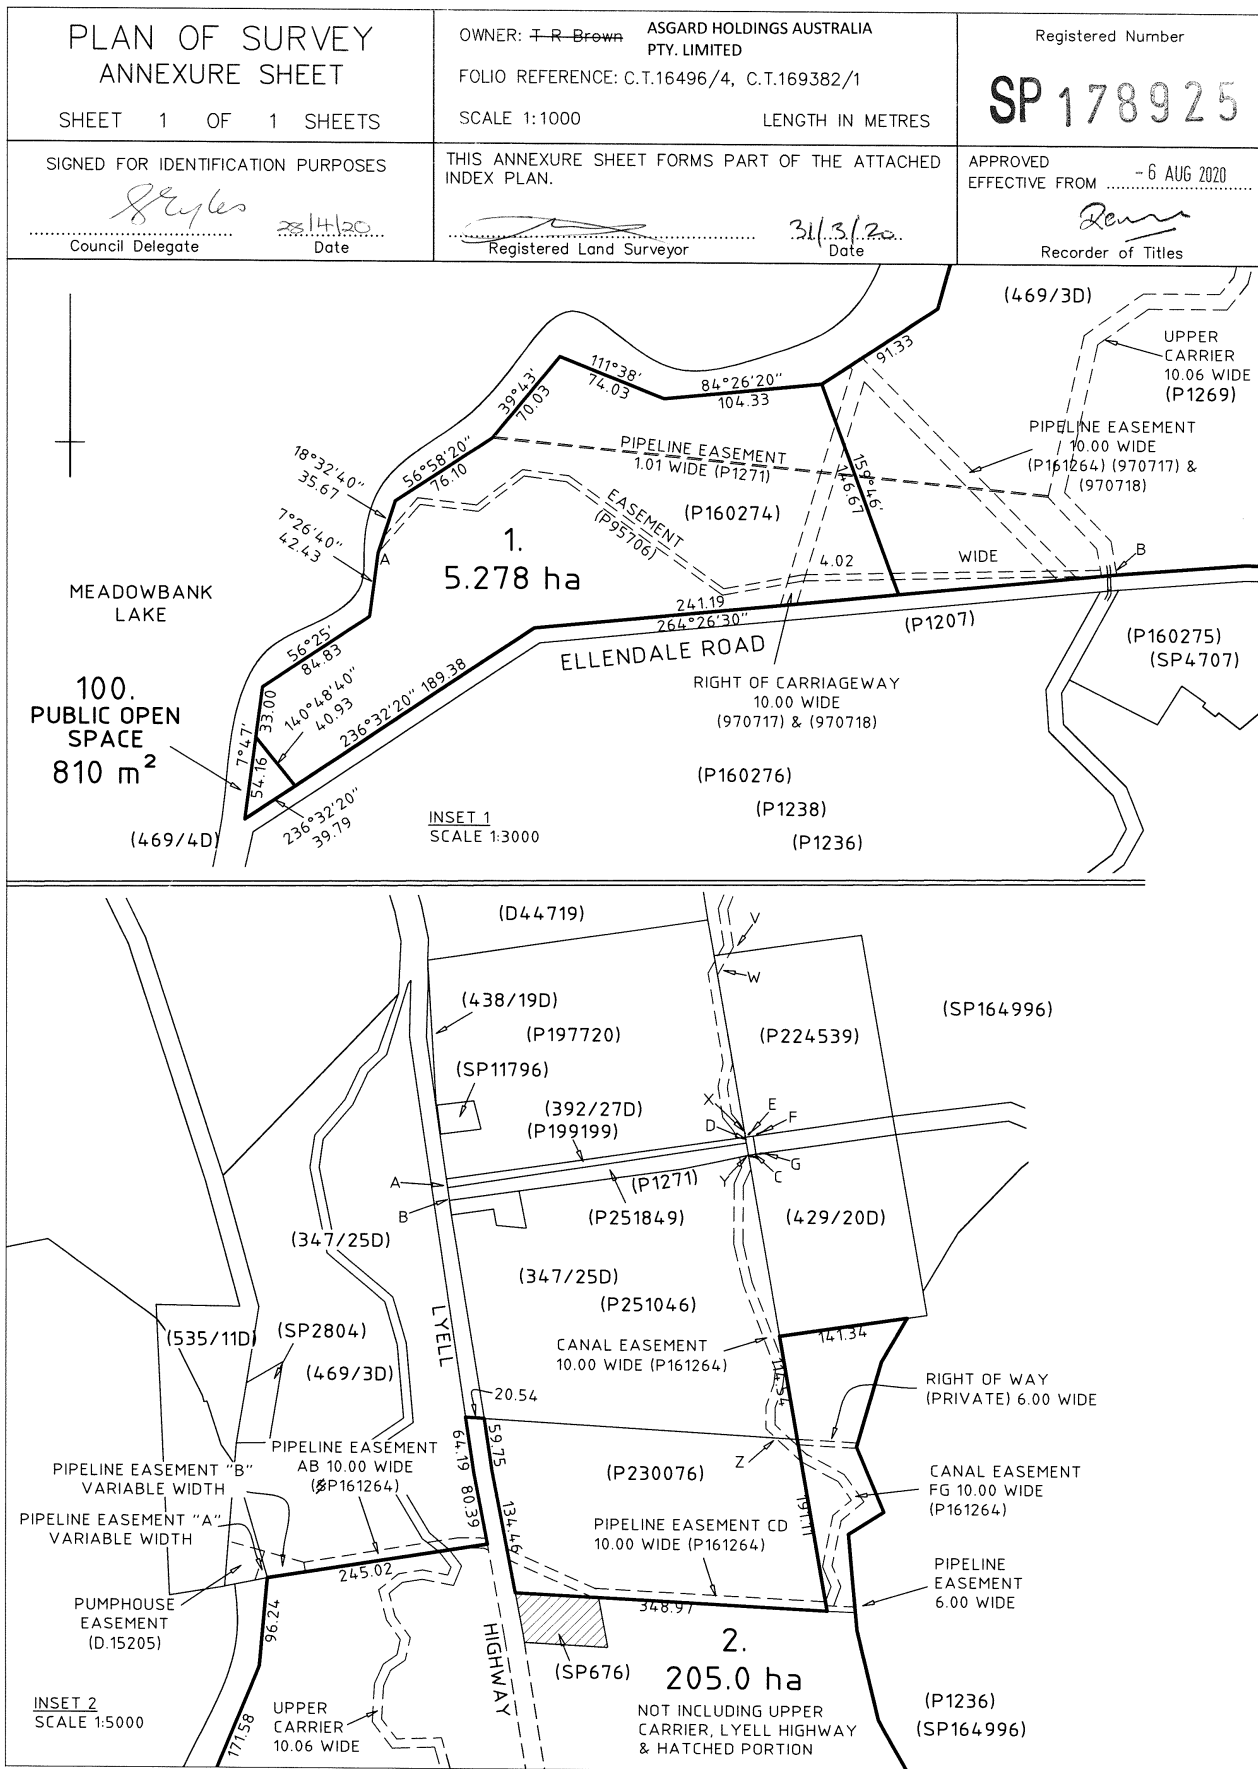 PLAN OF SURVEY
ANNEXURE SHEET
SHEET 1 OF 1 SHEETS
OWNER: T R Brown ASGARD HOLDINGS AUSTRALIA
PTY. LIMITED
FOLIO REFERENCE: C.T.16496/4, C.T.169382/1
SCALE 1:1000 LENGTH IN METRES
Registered Number
SP 178925
SIGNED FOR IDENTIFICATION PURPOSES
28/4/20
Council Delegate Date
THIS ANNEXURE SHEET FORMS PART OF THE ATTACHED
INDEX PLAN.
31/3/20
Registered Land Surveyor Date
APPROVED
EFFECTIVE FROM - 6 AUG 2020
Recorder of Titles
(469/3D)
UPPER
CARRIER
10.06 WIDE
(P1269)
91.33
111°38'
74.03
84°26'20"
104.33
39°43'
70.03
PIPELINE EASEMENT
10.00 WIDE
(P161264) (970717) &
(970718)
PIPELINE EASEMENT
1.01 WIDE (P1271)
56°58'20"
76.10
18°32'40"
35.67
159°46'
146.67
EASEMENT
(P95706)
(P160274)
7°26'40"
42.43
A
1.
5.278 ha
4.02 WIDE
B
MEADOWBANK
LAKE
241.19
264°26'30"
(P1207)
ELLENDALE ROAD
(P160275)
(SP4707)
56°25'
84.83
RIGHT OF CARRIAGEWAY
10.00 WIDE
(970717) & (970718)
100.
PUBLIC OPEN
SPACE
810 m²
33.00
140°48'40"
40.93
236°32'20" 189.38
7°47'
54.16
236°32'20"
39.79
(P160276)
(P1238)
(P1236)
(469/4D)
INSET 1
SCALE 1:3000
(D44719)
V
W
(438/19D)
(P197720)
(P224539)
(SP164996)
(SP11796)
(392/27D)
(P199199)
X
E
D
F
G
Y
C
A
B
(P1271)
(P251849)
(429/20D)
(347/25D)
(347/25D)
(P251046)
LYELL
(535/11D)
(SP2804)
(469/3D)
CANAL EASEMENT
10.00 WIDE (P161264)
141.34
114.54
20.54
RIGHT OF WAY
(PRIVATE) 6.00 WIDE
64.19
59.75
Z
PIPELINE EASEMENT
AB 10.00 WIDE
(SP161264)
PIPELINE EASEMENT "B"
VARIABLE WIDTH
(P230076)
CANAL EASEMENT
FG 10.00 WIDE
(P161264)
80.39
134.46
191.11
PIPELINE EASEMENT "A"
VARIABLE WIDTH
PIPELINE EASEMENT CD
10.00 WIDE (P161264)
245.02
PIPELINE
EASEMENT
6.00 WIDE
PUMPHOUSE
EASEMENT
(D.15205)
96.24
348.97
HIGHWAY
(SP676)
2.
205.0 ha
NOT INCLUDING UPPER
CARRIER, LYELL HIGHWAY
& HATCHED PORTION
(P1236)
(SP164996)
INSET 2
SCALE 1:5000
171.58
UPPER
CARRIER
10.06 WIDE